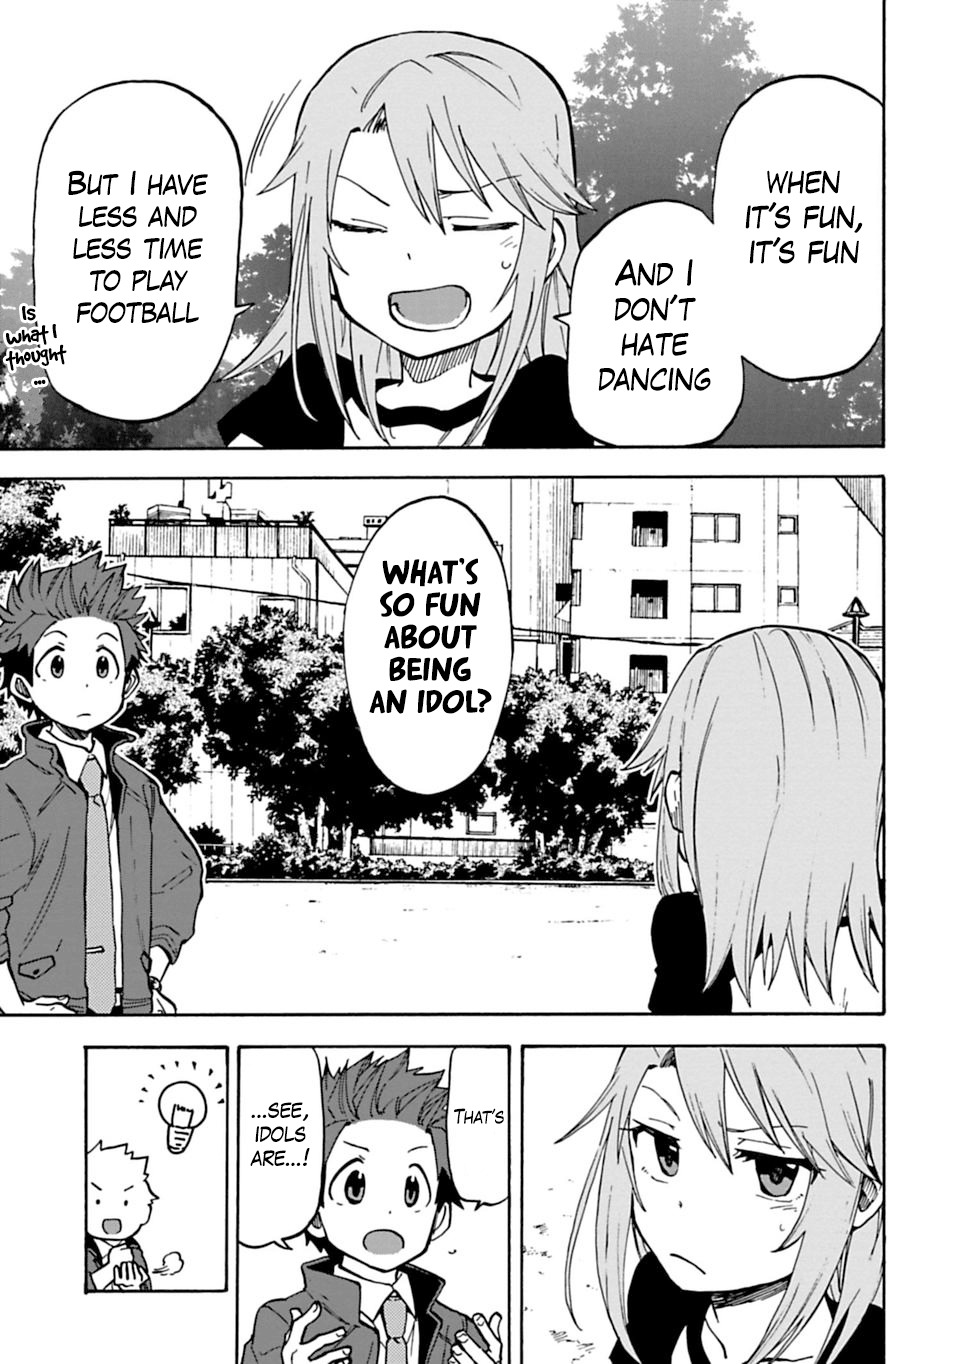 WHEN
IT'S FUN,
IT'S FUN
AND I
DON'T
HATE
DANCING
BUT I HAVE
LESS AND
LESS TIME
TO PLAY
FOOTBALL
Is
what I
thought
...
WHAT'S
SO FUN
ABOUT
BEING
AN IDOL?
THAT'S
...SEE,
IDOLS
ARE...!